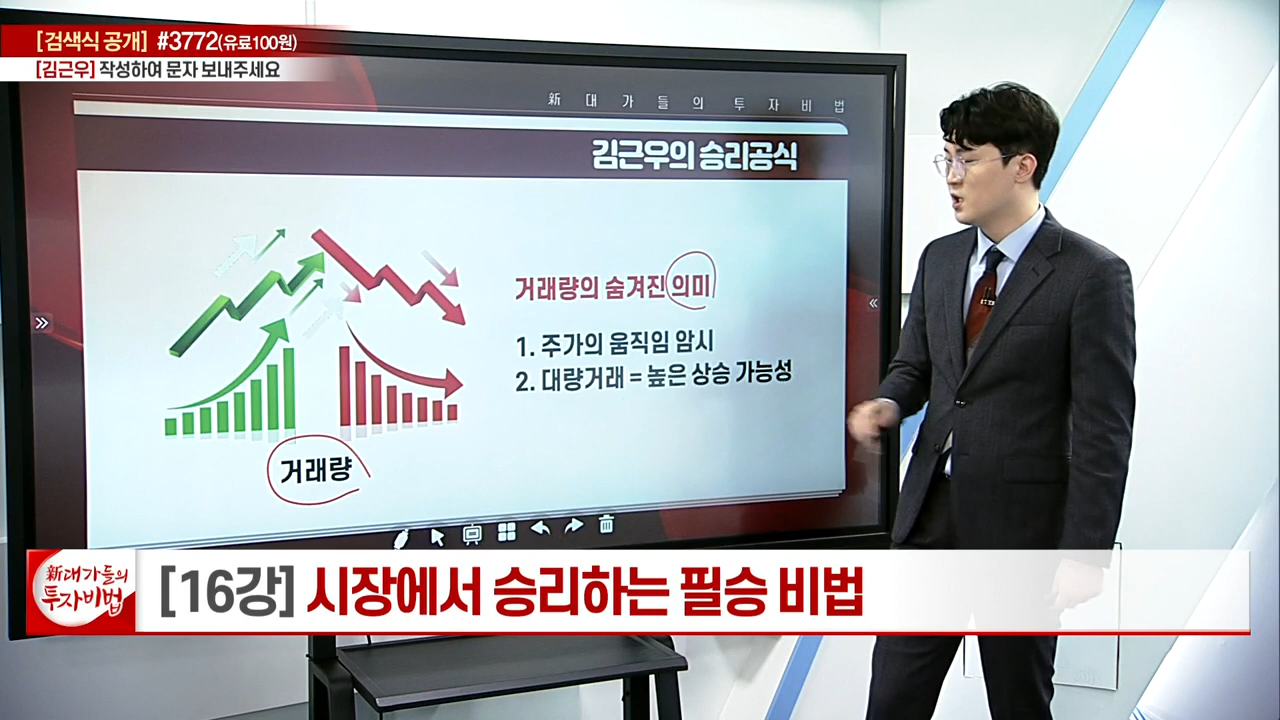 [검색식 공개] #3772(유료100원)
[김근우] 작성하여 문자 보내주세요
新 대가들의 투자비법
김근우의 승리공식
거래량의 숨겨진 의미
1. 주가의 움직임 암시
2. 대량거래 = 높은 상승 가능성
거래량
新대가들의
투자비법
[16강] 시장에서 승리하는 필승 비법